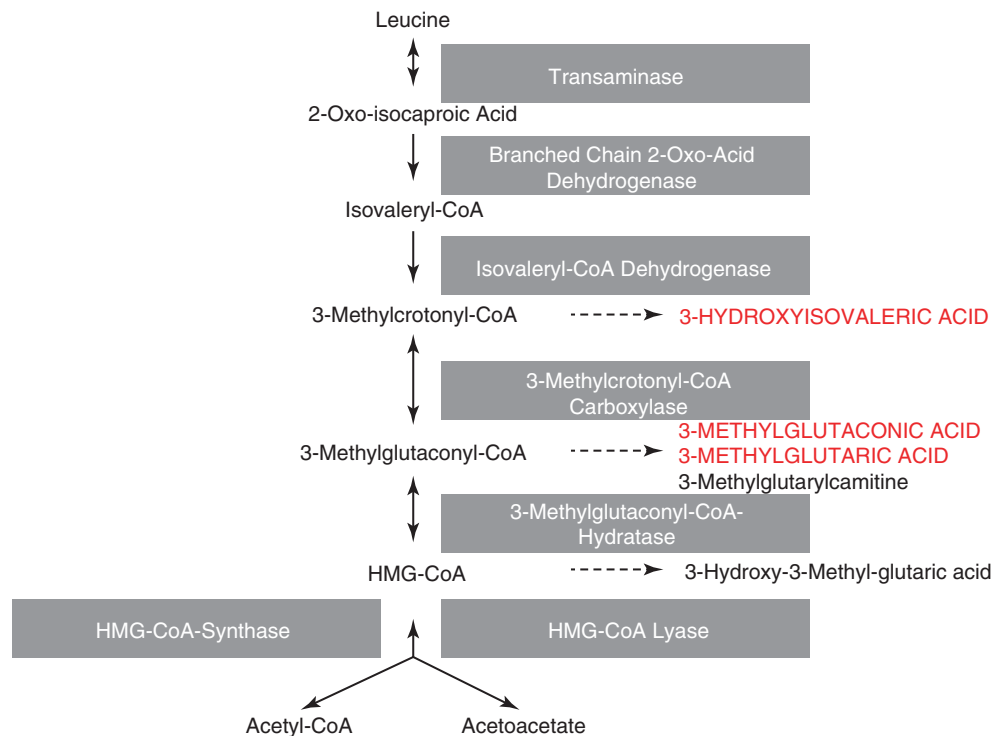 Leucine
Transaminase
2-Oxo-isocaproic Acid
Branched Chain 2-Oxo-Acid
Dehydrogenase
Isovaleryl-CoA
Isovaleryl-CoA Dehydrogenase
3-Methylcrotonyl-CoA
3-HYDROXYISOVALERIC ACID
3-Methylcrotonyl-CoA
Carboxylase
3-Methylglutaconyl-CoA
3-METHYLGLUTACONIC ACID
3-METHYLGLUTARIC ACID
3-Methylglutarylcamitine
3-Methylglutaconyl-CoA-
Hydratase
HMG-CoA
3-Hydroxy-3-Methyl-glutaric acid
HMG-CoA-Synthase
HMG-CoA Lyase
Acetyl-CoA
Acetoacetate